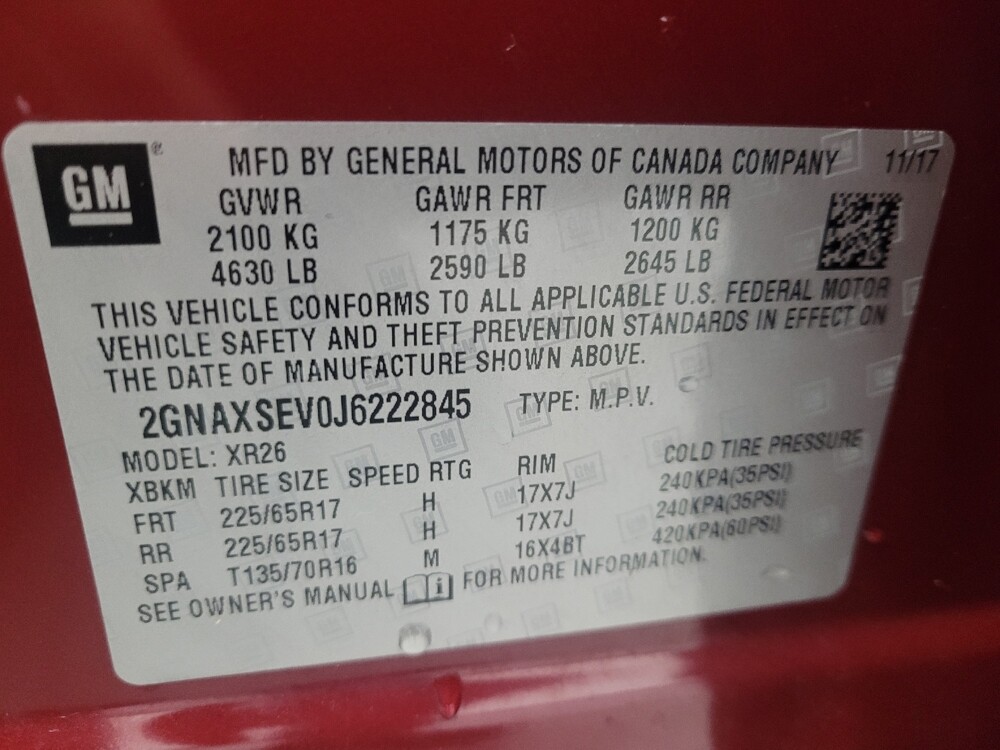 GM ® MFD BY GENERAL MOTORS OF CANADA COMPANY 11/17
GVWR GAWR FRT GAWR RR
2100 KG 1175 KG 1200 KG
4630 LB 2590 LB 2645 LB
THIS VEHICLE CONFORMS TO ALL APPLICABLE U.S. FEDERAL MOTOR
VEHICLE SAFETY AND THEFT PREVENTION STANDARDS IN EFFECT ON
THE DATE OF MANUFACTURE SHOWN ABOVE.
2GNAXSEV0J6222845 TYPE: M.P.V.
MODEL: XR26
XBKM TIRE SIZE SPEED RTG RIM COLD TIRE PRESSURE
FRT 225/65R17 H 17X7J 240KPA(35PSI)
RR 225/65R17 H 17X7J 240KPA(35PSI)
SPA T135/70R16 M 16X4BT 420KPA(60PSI)
SEE OWNER'S MANUAL i FOR MORE INFORMATION.